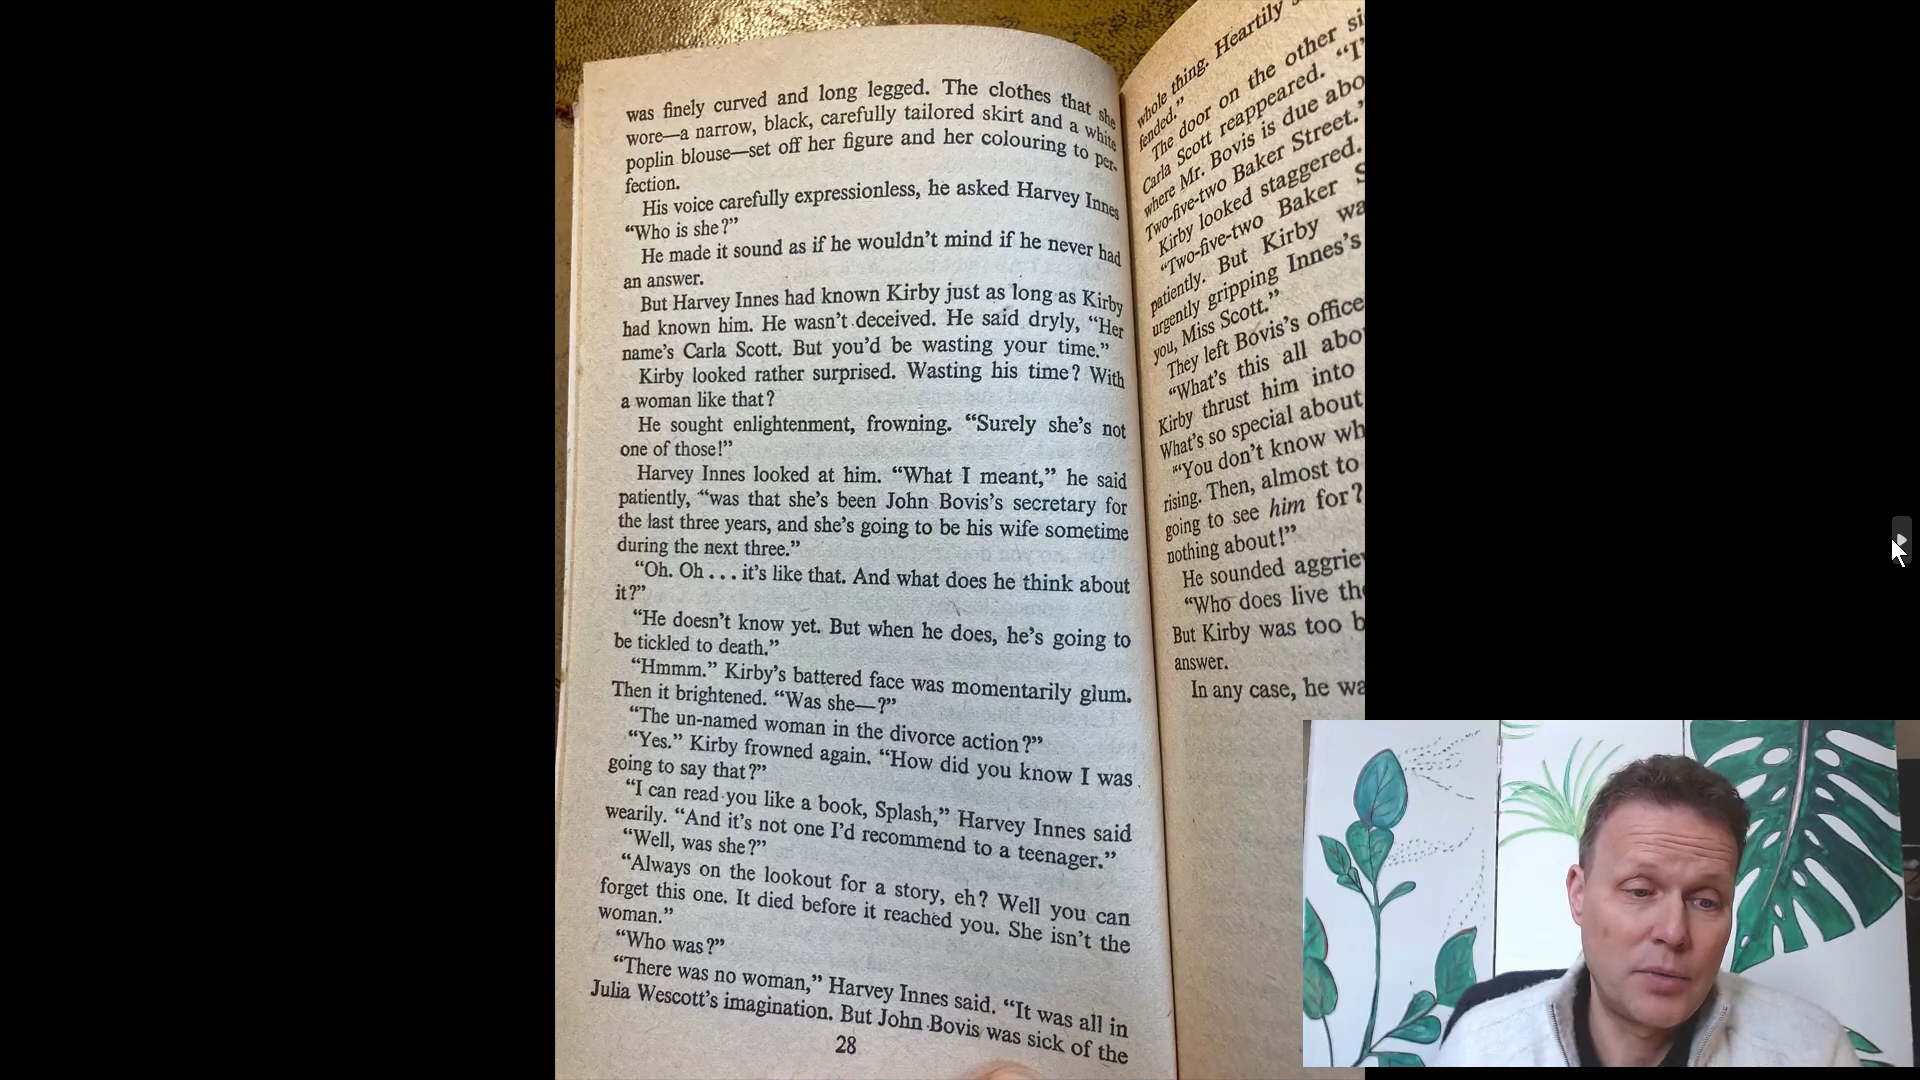 was finely curved and long legged. The clothes that she
wore—a narrow, black, carefully tailored skirt and a white
poplin blouse—set off her figure and her colouring to per-
fection.
His voice carefully expressionless, he asked Harvey Innes
“Who is she?”
He made it sound as if he wouldn’t mind if he never had
an answer.
But Harvey Innes had known Kirby just as long as Kirby
had known him. He wasn’t deceived. He said dryly, “Her
name’s Carla Scott. But you’d be wasting your time.”
Kirby looked rather surprised. Wasting his time? With
a woman like that?
He sought enlightenment, frowning. “Surely she’s not
one of those!”
Harvey Innes looked at him. “What I meant,” he said
patiently, “was that she’s been John Bovis’s secretary for
the last three years, and she’s going to be his wife sometime
during the next three.”
“Oh. Oh . . . it’s like that. And what does he think about
it?”
“He doesn’t know yet. But when he does, he’s going to
be tickled to death.”
“Hmmm.” Kirby’s battered face was momentarily glum.
Then it brightened. “Was she—?”
“The un-named woman in the divorce action?”
“Yes.” Kirby frowned again. “How did you know I was
going to say that?”
“I can read you like a book, Splash,” Harvey Innes said
wearily. “And it’s not one I’d recommend to a teenager.”
“Well, was she?”
“Always on the lookout for a story, eh? Well you can
forget this one. It died before it reached you. She isn’t the
woman.”
“Who was?”
“There was no woman,” Harvey Innes said. “It was all in
Julia Wescott’s imagination. But John Bovis was sick of the
28
whole thing. Heartily
fended.”
The door on the other
Carla Scott reappeared.
where Mr. Bovis is due
Two-five-two Baker Street.
Kirby looked staggered.
“Two-five-two Baker
patiently. But Kirby
urgently gripping Innes’s
you, Miss Scott.”
They left Bovis’s office
“What’s this all
Kirby thrust him into
What’s so special about
“You don’t know
rising. Then, almost to
going to see him for?
nothing about!”
He sounded
“Who does live
But Kirby was too
answer.
In any case, he